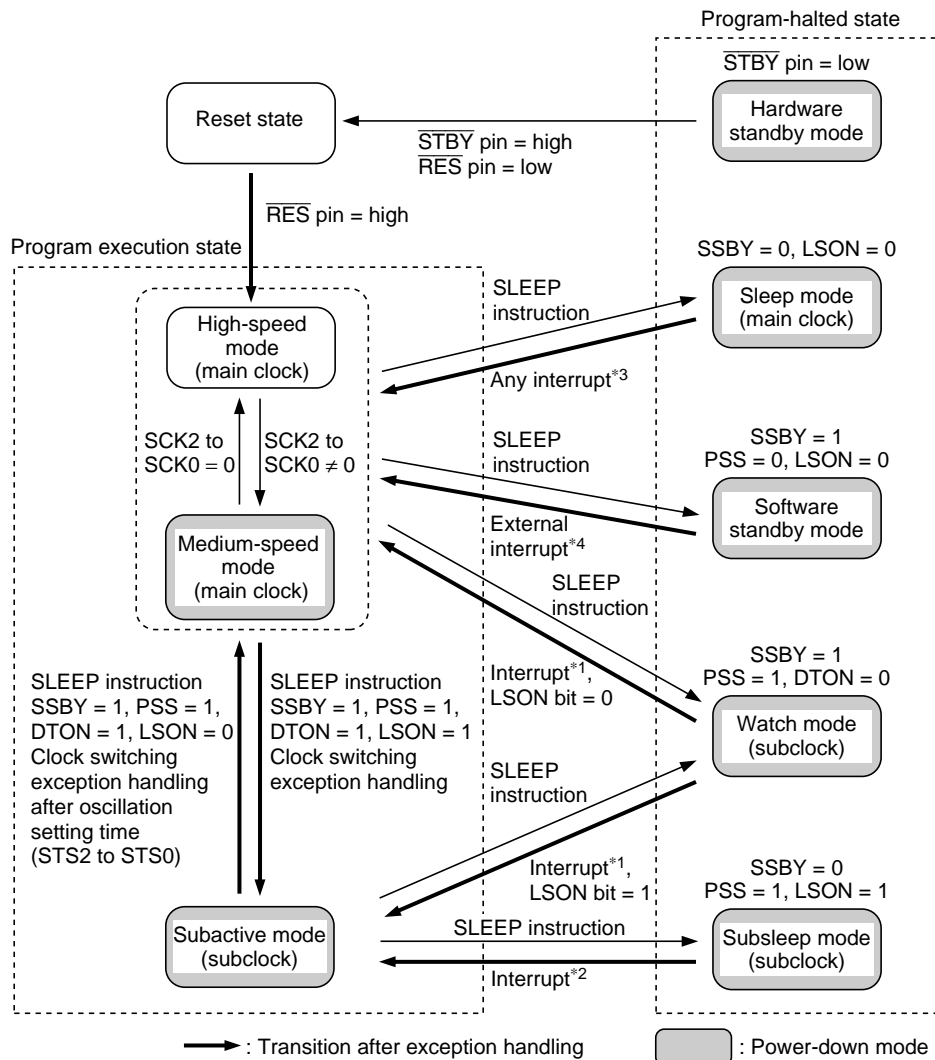 Program-halted state
STBY pin = low
Hardware
standby mode
Reset state
STBY pin = high
RES pin = low
RES pin = high
Program execution state
SSBY = 0, LSON = 0
Sleep mode
(main clock)
SLEEP
instruction
Any interrupt*3
High-speed
mode
(main clock)
SCK2 to
SCK0 = 0
SCK2 to
SCK0 ≠ 0
SLEEP
instruction
SSBY = 1
PSS = 0, LSON = 0
Software
standby mode
External
interrupt*4
Medium-speed
mode
(main clock)
SLEEP
instruction
Interrupt*1,
LSON bit = 0
SSBY = 1
PSS = 1, DTON = 0
Watch mode
(subclock)
SLEEP instruction
SSBY = 1, PSS = 1,
DTON = 1, LSON = 0
Clock switching
exception handling
after oscillation
setting time
(STS2 to STS0)
SLEEP instruction
SSBY = 1, PSS = 1,
DTON = 1, LSON = 1
Clock switching
exception handling
SLEEP
instruction
Interrupt*1,
LSON bit = 1
SSBY = 0
PSS = 1, LSON = 1
Subactive mode
(subclock)
SLEEP instruction
Interrupt*2
Subsleep mode
(subclock)
: Transition after exception handling
: Power-down mode